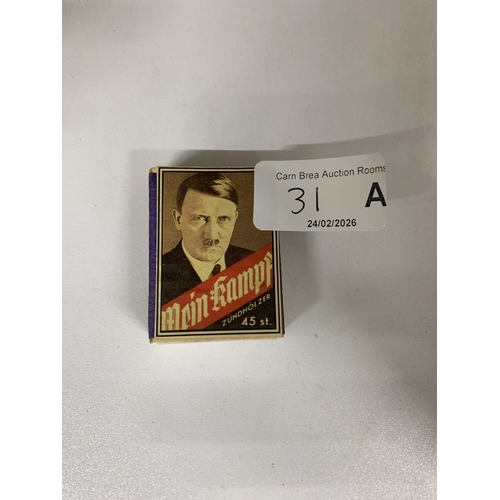 Carn Brea Auction Rooms
31 A
24/02/2026
Mein Kampf
ZÜNDHÖLZER
45 st.